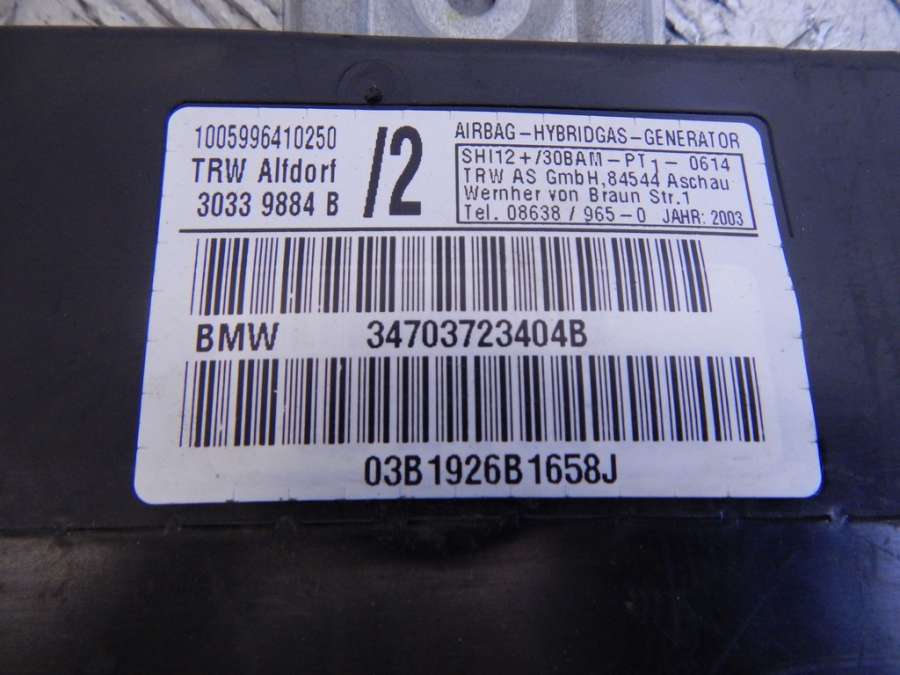 1005996410250
TRW Alfdorf
3033 9884 B
/2
AIRBAG-HYBRIDGAS-GENERATOR
SHI12+/30BAM-PT1-0614
TRW AS GmbH,84544 Aschau
Wernher von Braun Str.1
Tel. 08638/965-0 JAHR: 2003
BMW 34703723404B
03B1926B1658J